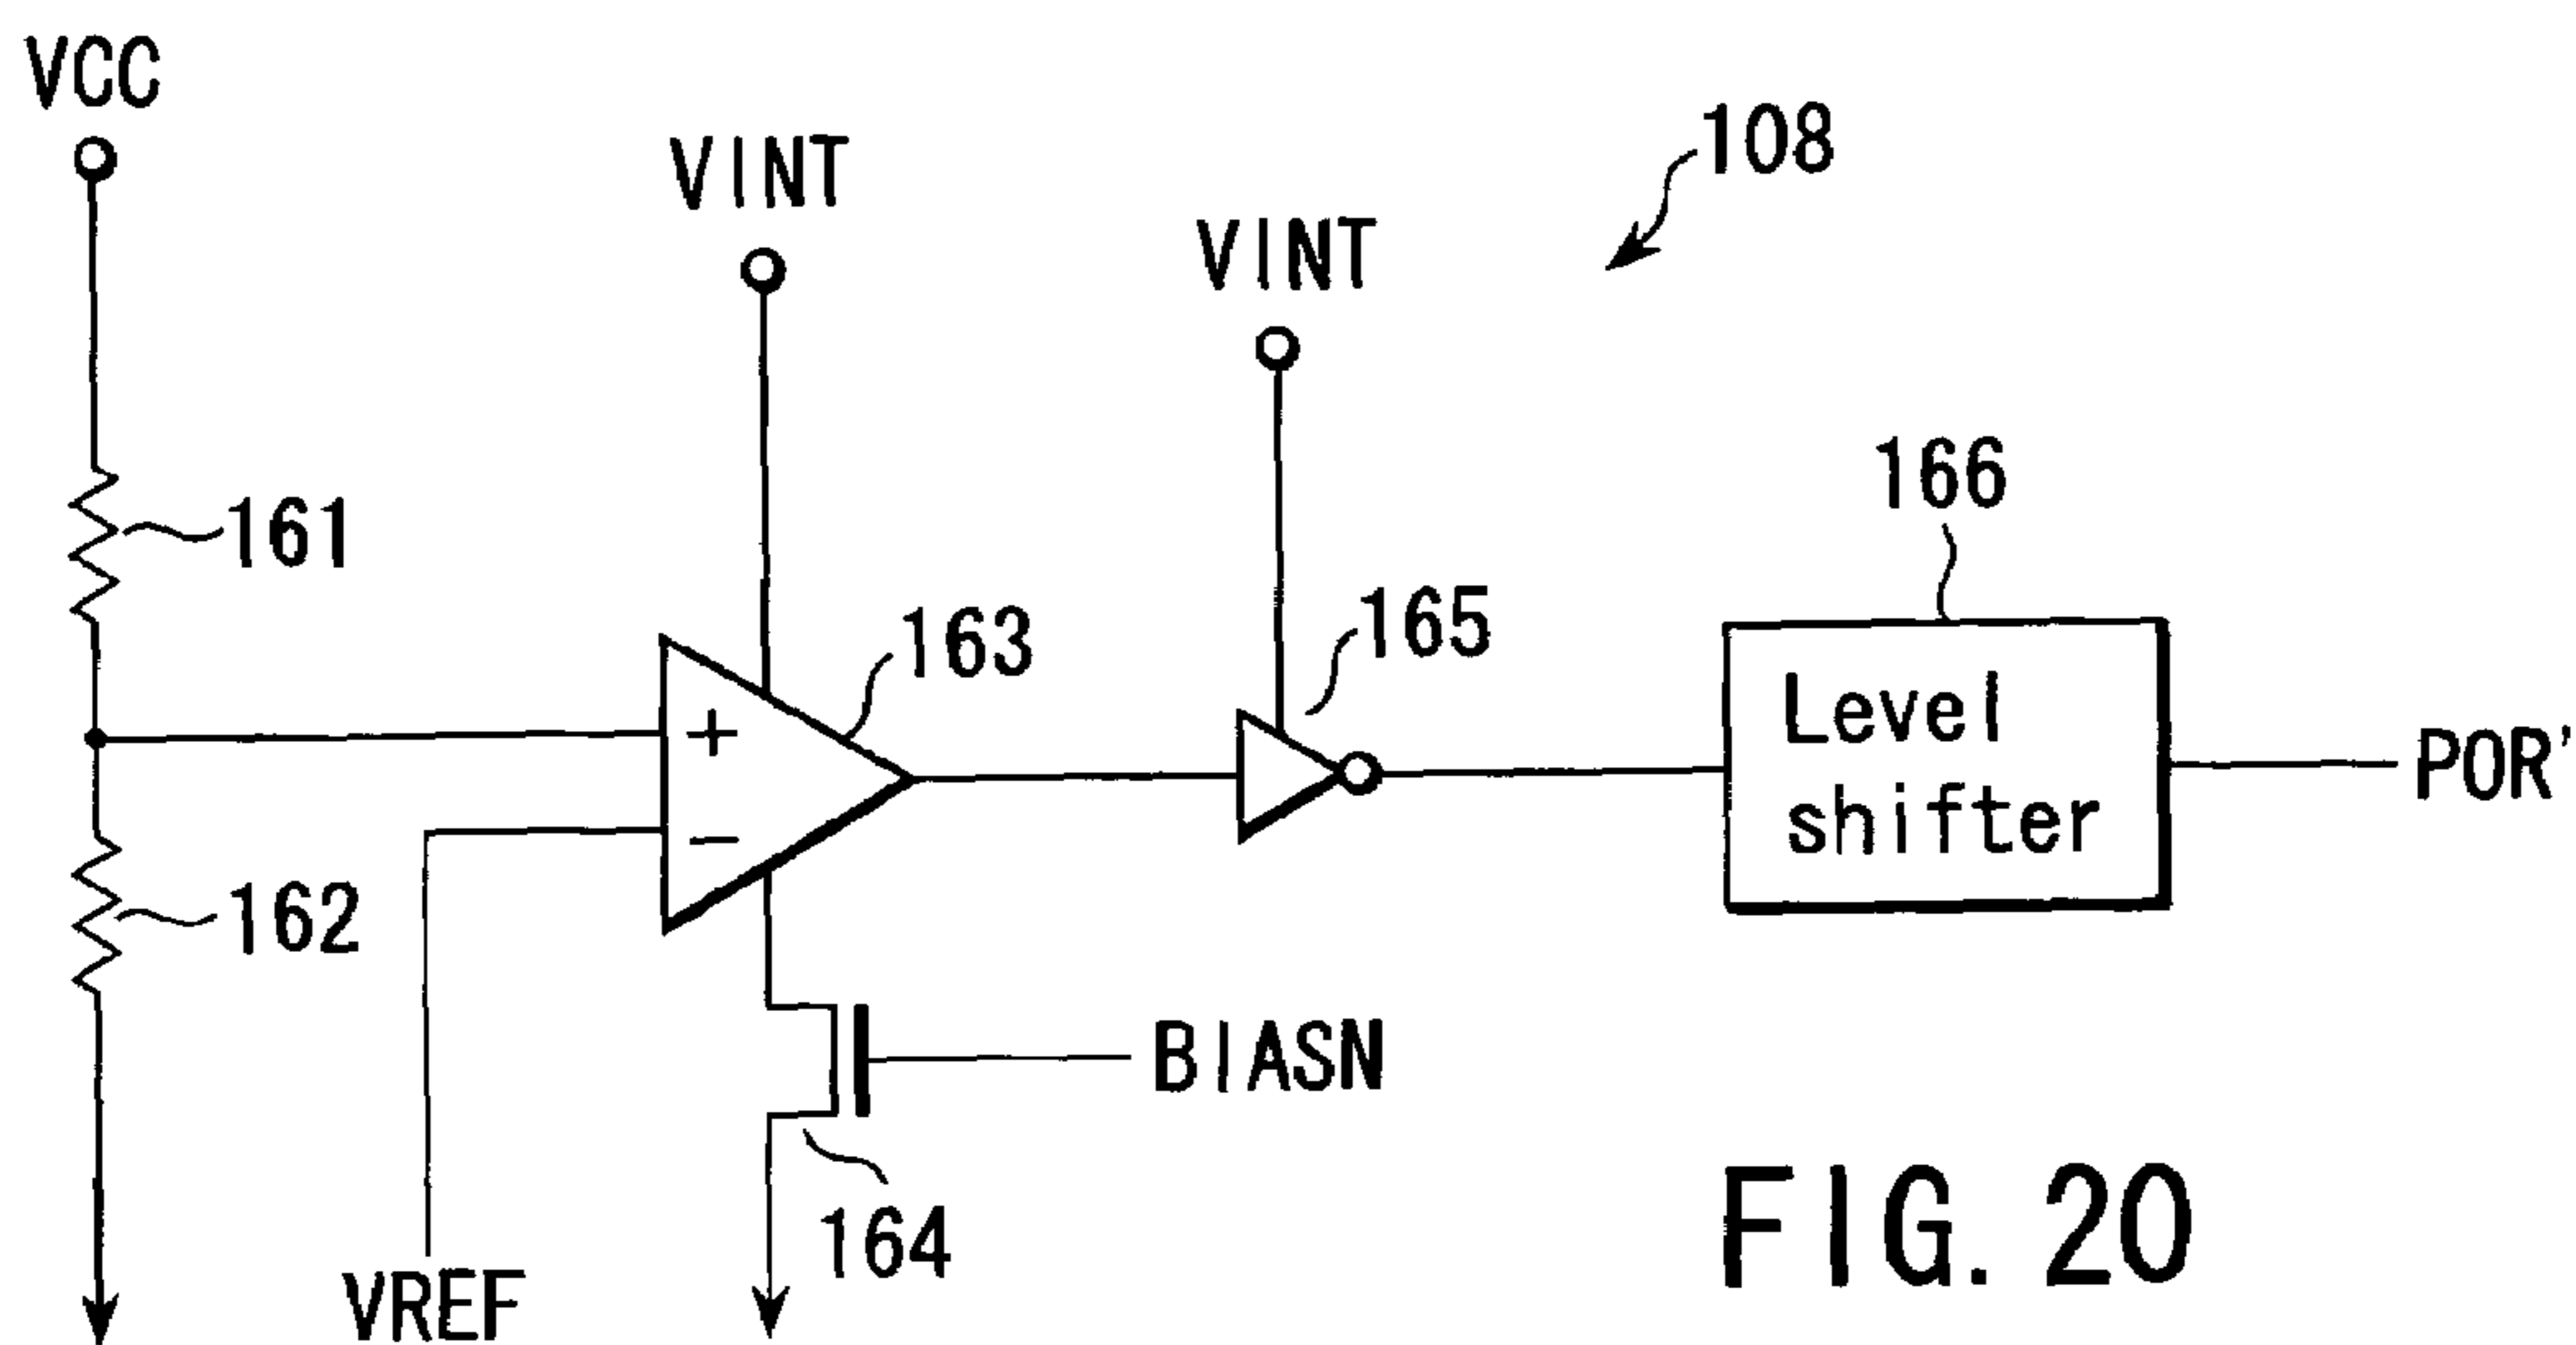 VCC
VINT
108
VINT
161
166
163
165
+
Level
shifter
POR'
−
162
BIASN
164
VREF
FIG. 20